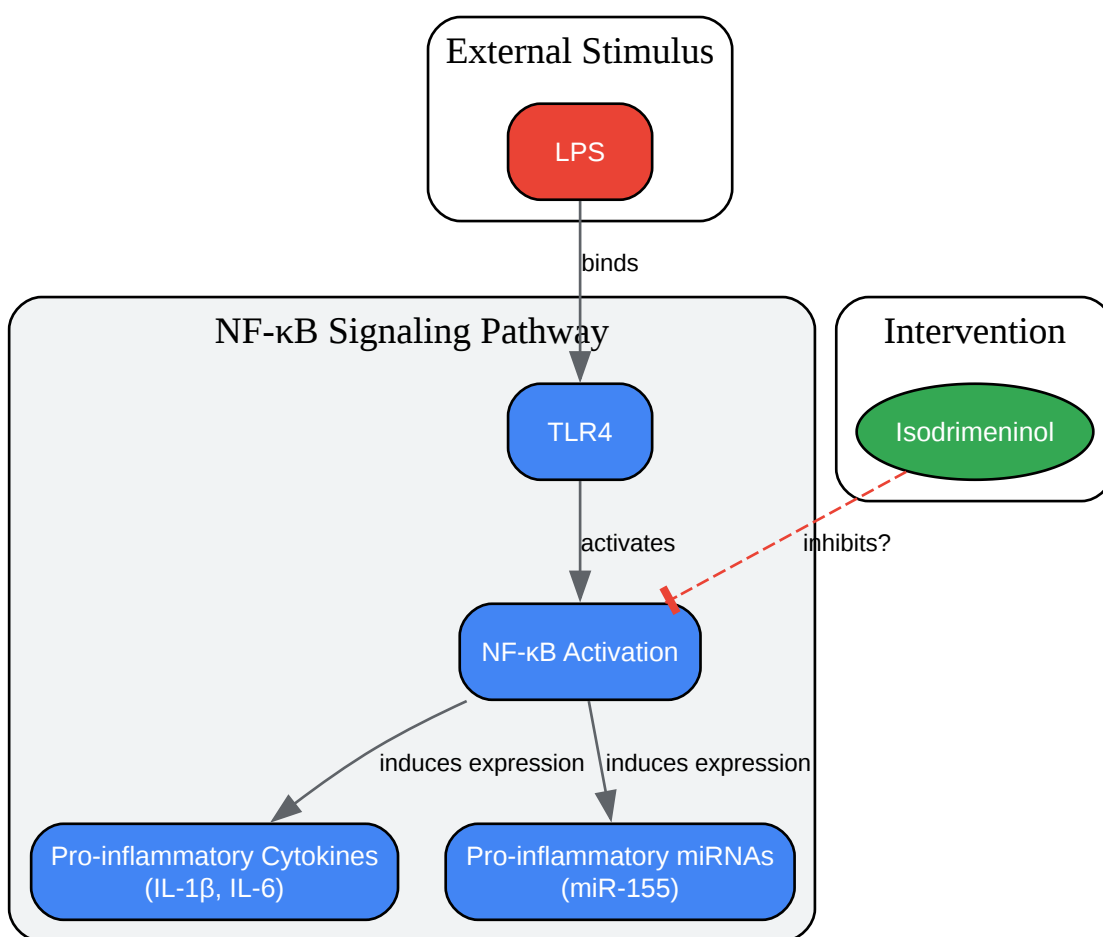 External Stimulus
LPS
binds
NF-κB Signaling Pathway
Intervention
TLR4
Isodrimeninol
activates
inhibits?
NF-κB Activation
induces expression
induces expression
Pro-inflammatory Cytokines
(IL-1β, IL-6)
Pro-inflammatory miRNAs
(miR-155)